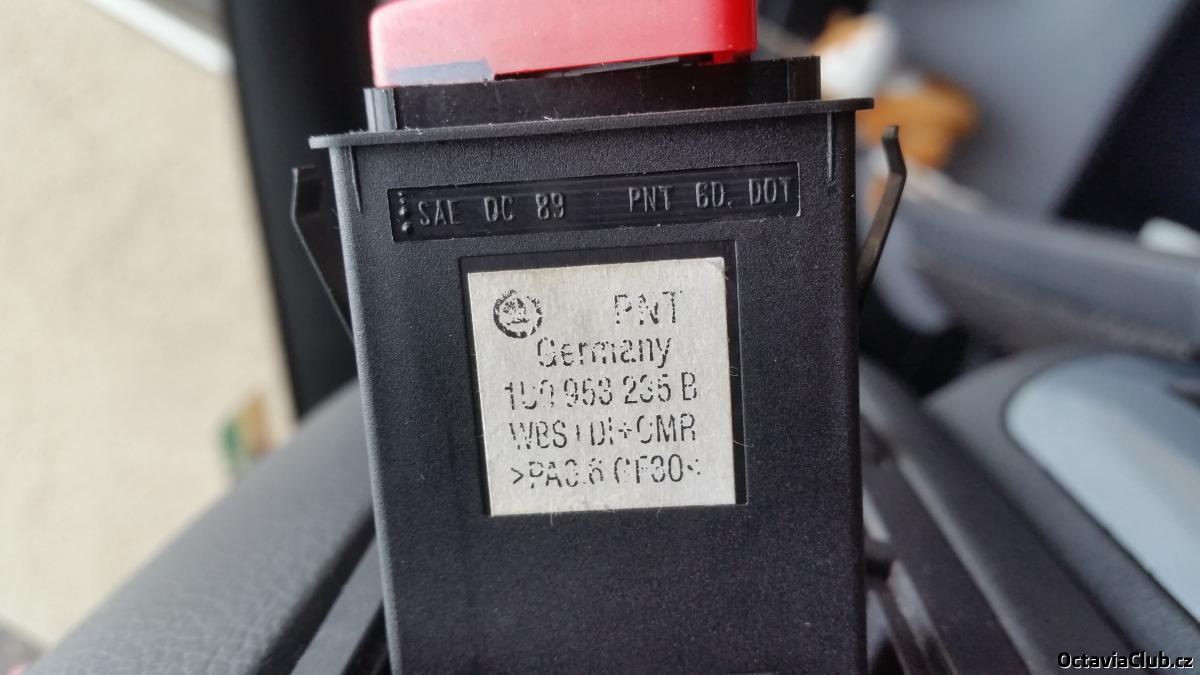 SAE DC 89 PNT 6D. DOT
PNT
Germany
1U0 953 235 B
WBS+DI+CMR
>PA6.6 GF30<
OctaviaClub.cz